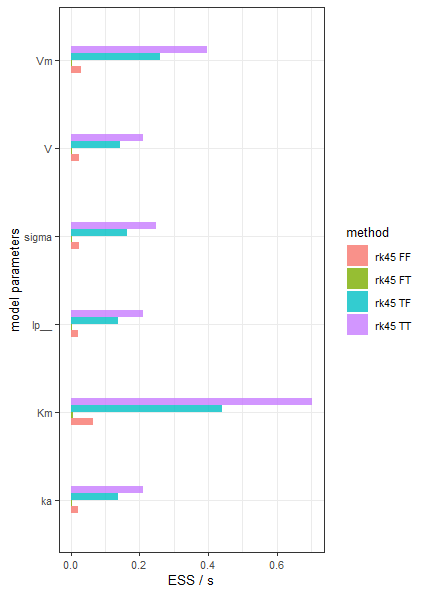 Vm
V
sigma
lp__
Km
ka
model parameters
0.0 0.2 0.4 0.6
ESS / s
method
rk45 FF
rk45 FT
rk45 TF
rk45 TT